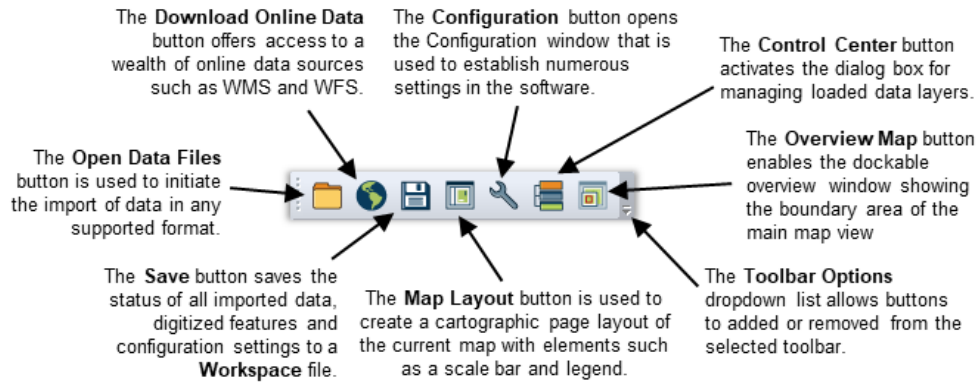 The Download Online Data
button offers access to a
wealth of online data sources
such as WMS and WFS.
The Configuration button opens
the Configuration window that is
used to establish numerous
settings in the software.
The Control Center button
activates the dialog box for
managing loaded data layers.
The Open Data Files
button is used to initiate
the import of data in any
supported format.
The Overview Map button
enables the dockable
overview window showing
the boundary area of the
main map view
The Save button saves the
status of all imported data,
digitized features and
configuration settings to a
Workspace file.
The Map Layout button is used to
create a cartographic page layout of
the current map with elements such
as a scale bar and legend.
The Toolbar Options
dropdown list allows buttons
to added or removed from the
selected toolbar.